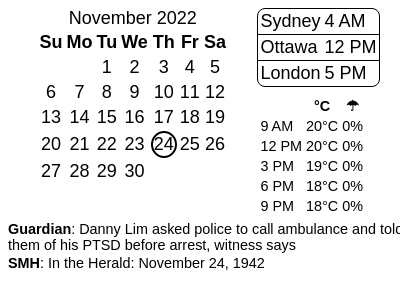 November 2022
Su Mo Tu We Th Fr Sa
1 2 3 4 5
6 7 8 9 10 11 12
13 14 15 16 17 18 19
20 21 22 23 24 25 26
27 28 29 30
Sydney 4 AM
Ottawa 12 PM
London 5 PM
°C ☂
9 AM 20°C 0%
12 PM 20°C 0%
3 PM 19°C 0%
6 PM 18°C 0%
9 PM 18°C 0%
Guardian: Danny Lim asked police to call ambulance and told
them of his PTSD before arrest, witness says
SMH: In the Herald: November 24, 1942